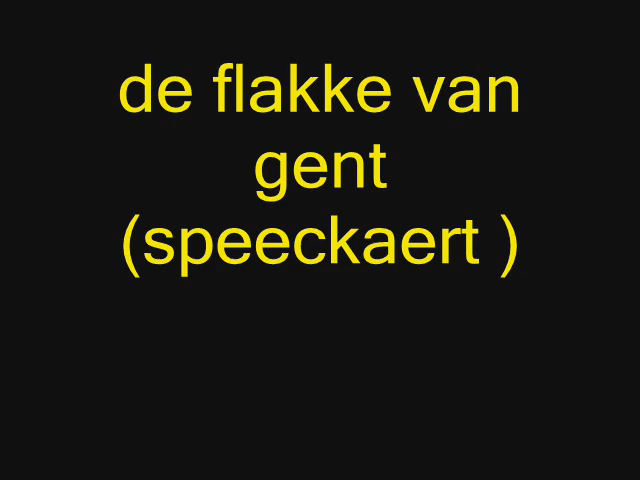 de flakke van
gent
(speeckaert )